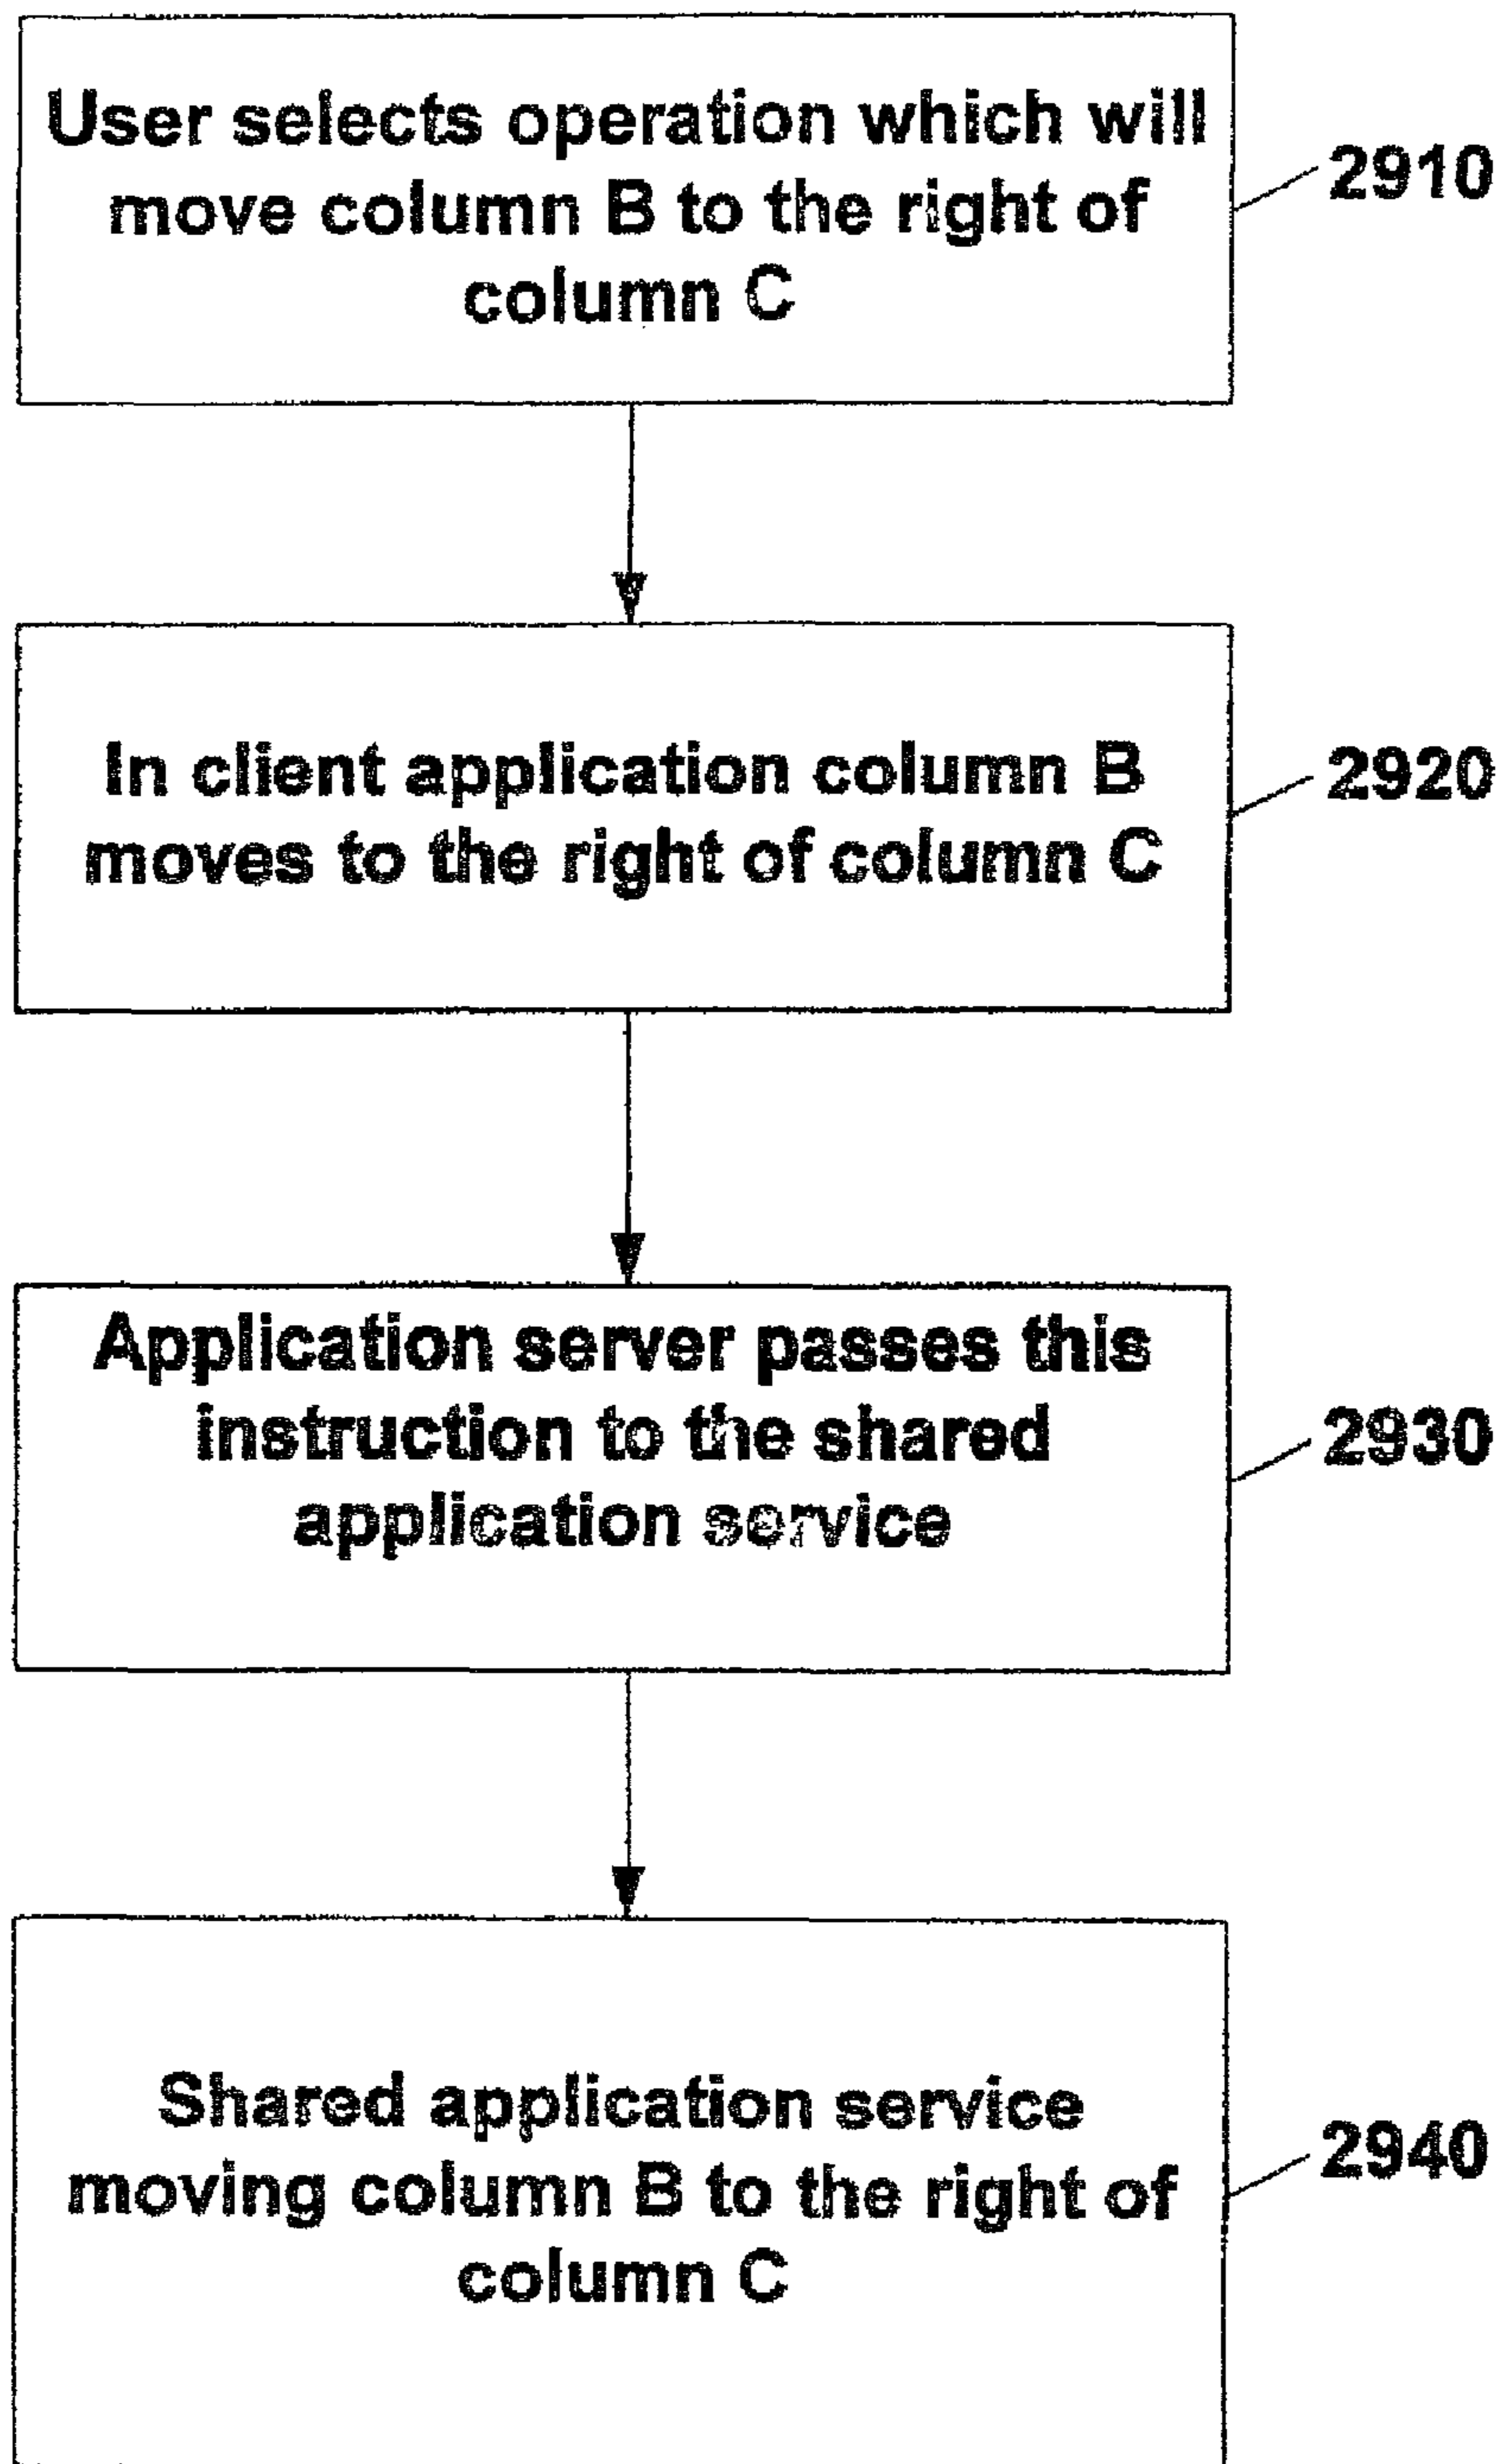 User selects operation which will
move column B to the right of
column C
2910
In client application column B
moves to the right of column C
2920
Application server passes this
instruction to the shared
application service
2930
Shared application service
moving column B to the right of
column C
2940